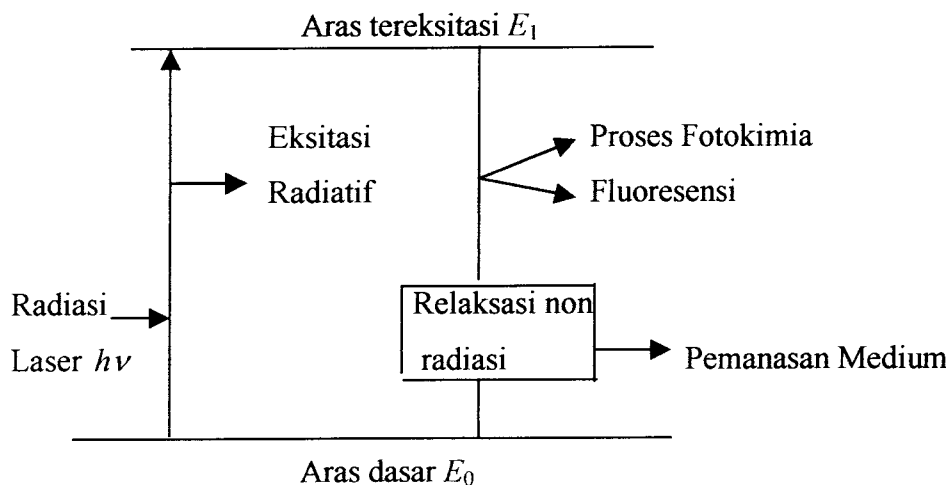 Aras tereksitasi E₁
Eksitasi
Radiatif
Proses Fotokimia
Fluoresensi
Radiasi
Laser hν
Relaksasi non
radiasi
Pemanasan Medium
Aras dasar E₀